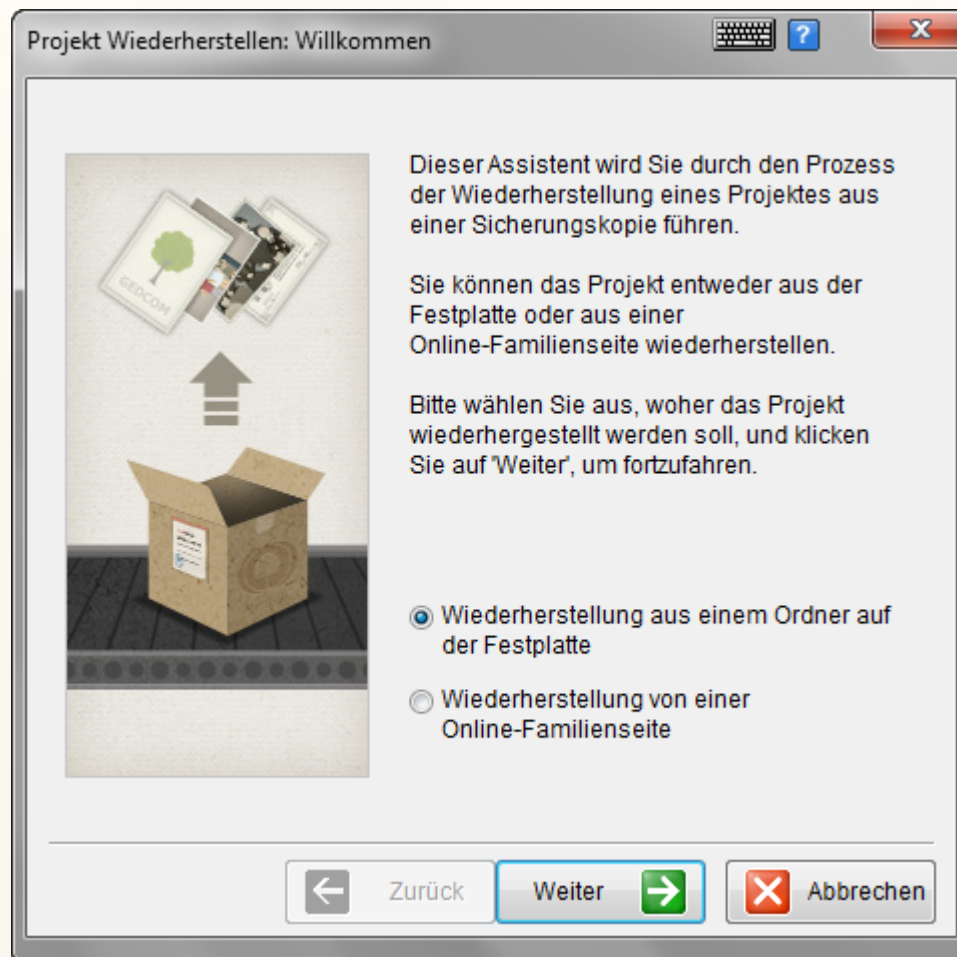 Projekt Wiederherstellen: Willkommen
?
Dieser Assistent wird Sie durch den Prozess
der Wiederherstellung eines Projektes aus
einer Sicherungskopie führen.
Sie können das Projekt entweder aus der
Festplatte oder aus einer
Online-Familienseite wiederherstellen.
Bitte wählen Sie aus, woher das Projekt
wiederhergestellt werden soll, und klicken
Sie auf 'Weiter', um fortzufahren.
GEDCOM
Wiederherstellung aus einem Ordner auf
der Festplatte
Wiederherstellung von einer
Online-Familienseite
Zurück
Weiter
Abbrechen